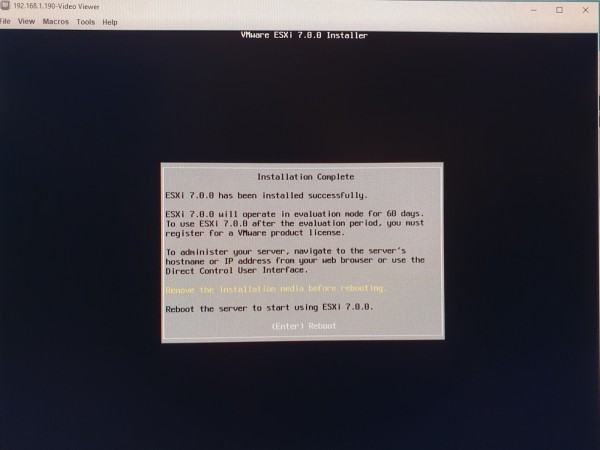 192.168.1.190-Video Viewer
File View Macros Tools Help
VMware ESXi 7.0.0 Installer
Installation Complete
ESXi 7.0.0 has been installed successfully.
ESXi 7.0.0 will operate in evaluation mode for 60 days.
To use ESXi 7.0.0 after the evaluation period, you must
register for a VMware product license.
To administer your server, navigate to the server's
hostname or IP address from your web browser or use the
Direct Control User Interface.
Remove the installation media before rebooting.
Reboot the server to start using ESXi 7.0.0.
(Enter) Reboot